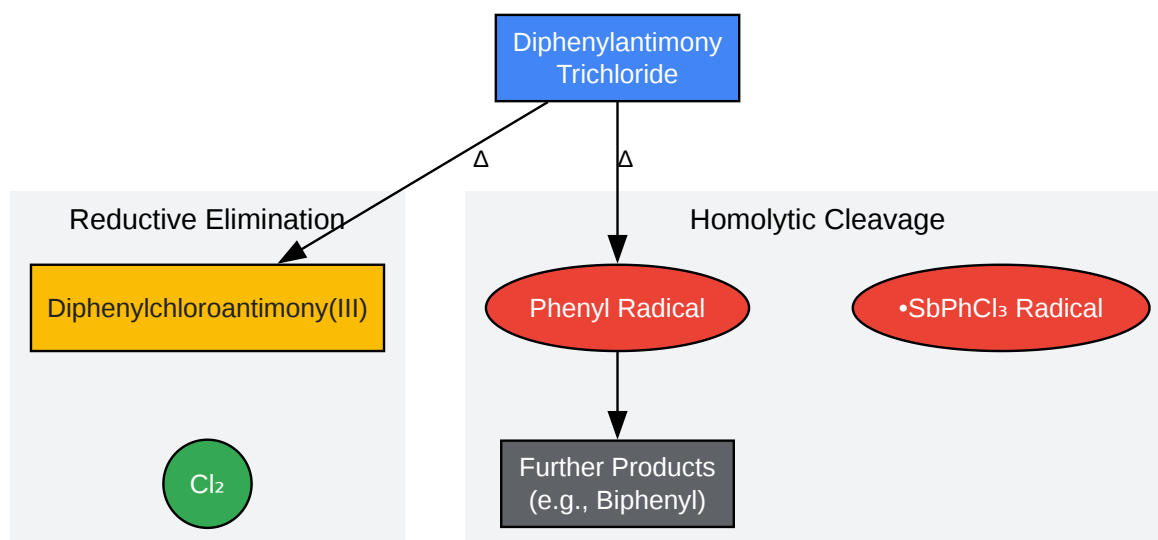 Diphenylantimony
Trichloride
Δ
Δ
Reductive Elimination
Homolytic Cleavage
Diphenylchloroantimony(III)
Phenyl Radical
•SbPhCl₃ Radical
Cl₂
Further Products
(e.g., Biphenyl)